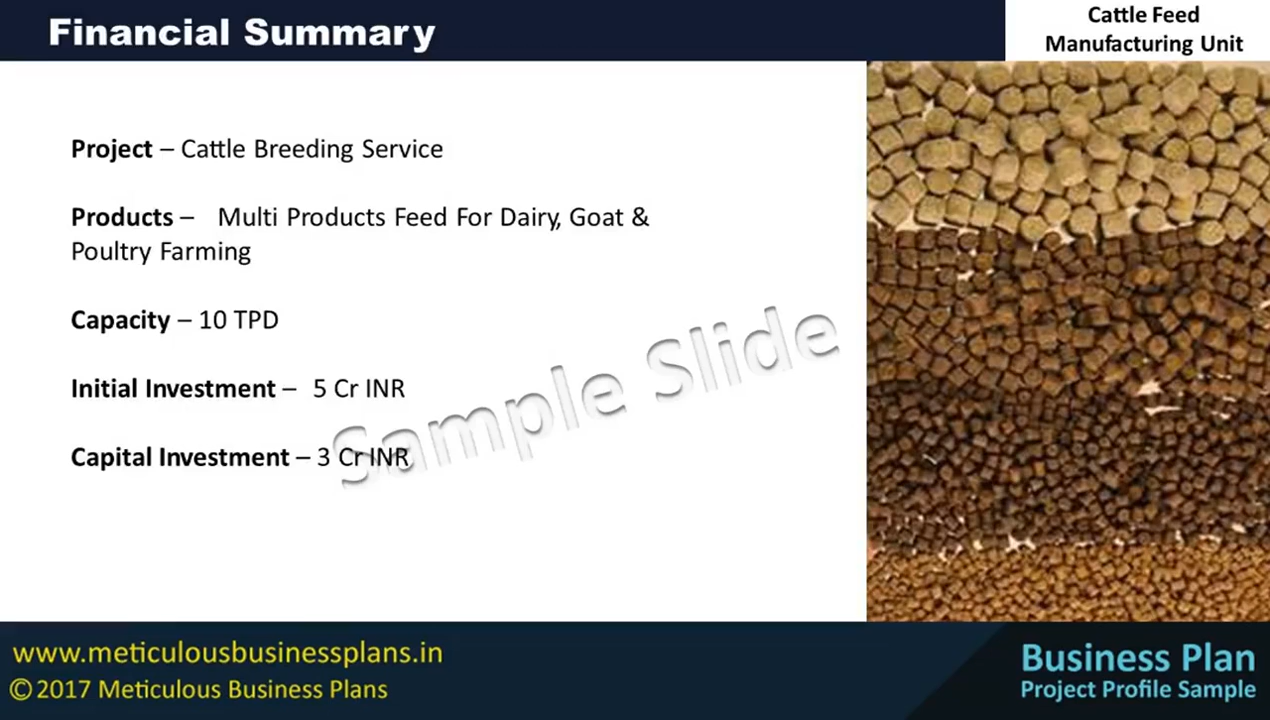 Financial Summary
Cattle Feed
Manufacturing Unit
Project – Cattle Breeding Service
Products – Multi Products Feed For Dairy, Goat &
Poultry Farming
Capacity – 10 TPD
Initial Investment – 5 Cr INR
Capital Investment – 3 Cr INR
Sample Slide
www.meticulousbusinessplans.in
©2017 Meticulous Business Plans
Business Plan
Project Profile Sample